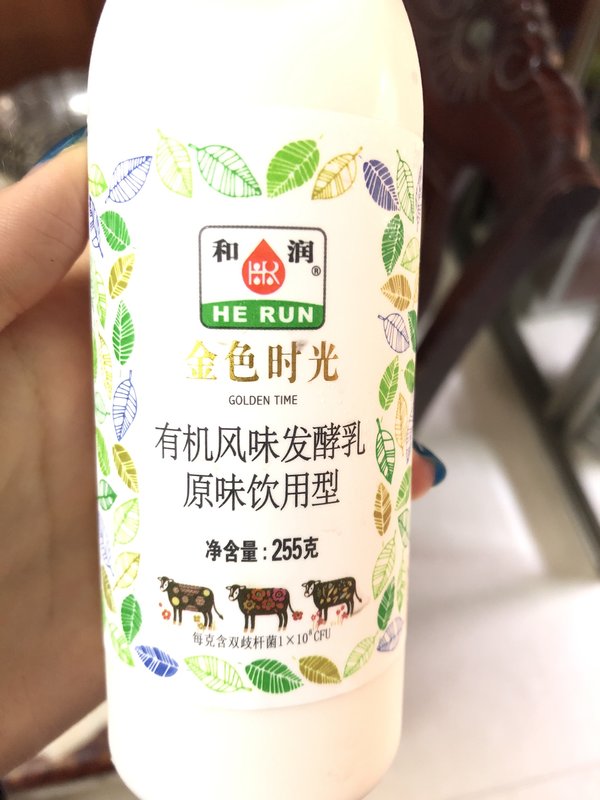 和润®
HE RUN
金色时光
GOLDEN TIME
有机风味发酵乳
原味饮用型
净含量:255克
每克含双歧杆菌1×10⁸CFU